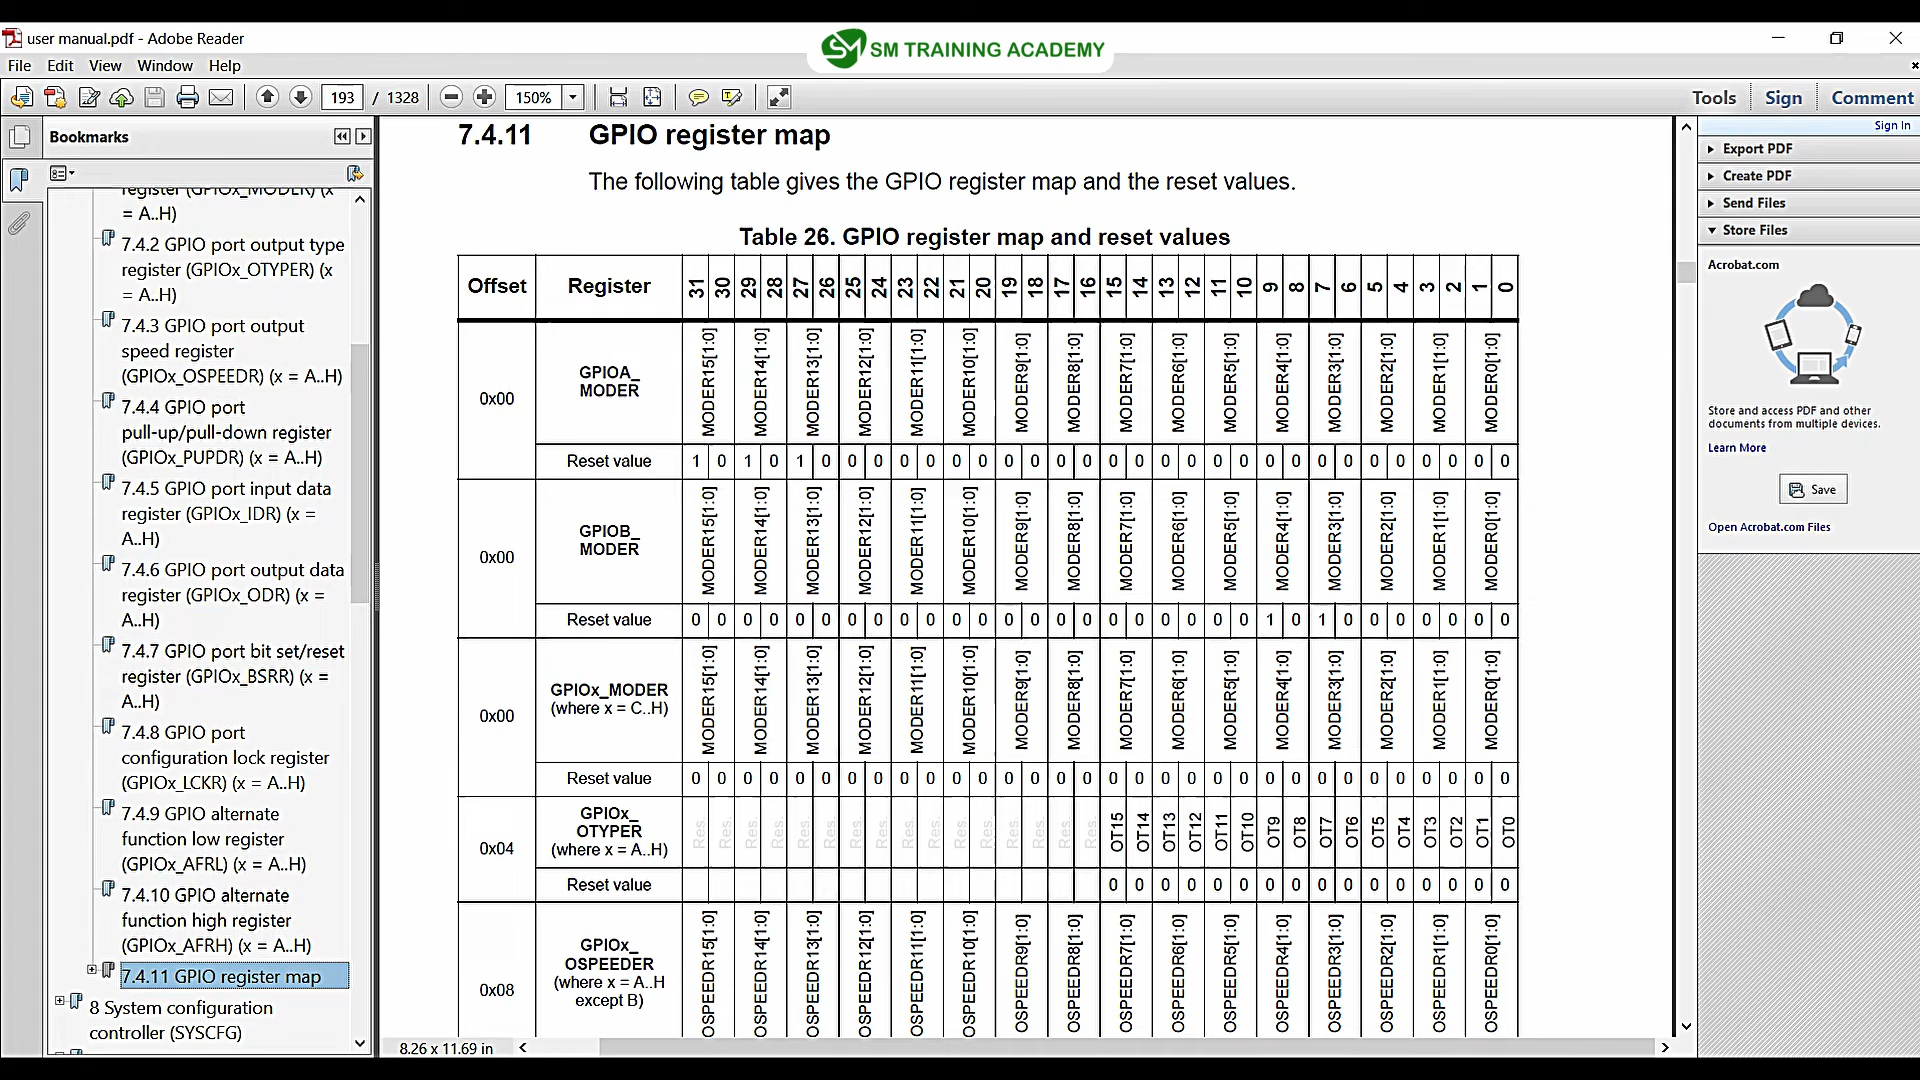 user manual.pdf - Adobe Reader
SM TRAINING ACADEMY
File Edit View Window Help
193 / 1328 150% Tools Sign Comment
Bookmarks
register (GPIOx_MODER) (x
= A..H)
7.4.2 GPIO port output type
register (GPIOx_OTYPER) (x
= A..H)
7.4.3 GPIO port output
speed register
(GPIOx_OSPEEDR) (x = A..H)
7.4.4 GPIO port
pull-up/pull-down register
(GPIOx_PUPDR) (x = A..H)
7.4.5 GPIO port input data
register (GPIOx_IDR) (x =
A..H)
7.4.6 GPIO port output data
register (GPIOx_ODR) (x =
A..H)
7.4.7 GPIO port bit set/reset
register (GPIOx_BSRR) (x =
A..H)
7.4.8 GPIO port
configuration lock register
(GPIOx_LCKR) (x = A..H)
7.4.9 GPIO alternate
function low register
(GPIOx_AFRL) (x = A..H)
7.4.10 GPIO alternate
function high register
(GPIOx_AFRH) (x = A..H)
7.4.11 GPIO register map
8 System configuration
controller (SYSCFG)
7.4.11 GPIO register map
The following table gives the GPIO register map and the reset values.
Table 26. GPIO register map and reset values
Offset Register 31 30 29 28 27 26 25 24 23 22 21 20 19 18 17 16 15 14 13 12 11 10 9 8 7 6 5 4 3 2 1 0
0x00 GPIOA_ MODER MODER15[1:0] MODER14[1:0] MODER13[1:0] MODER12[1:0] MODER11[1:0] MODER10[1:0] MODER9[1:0] MODER8[1:0] MODER7[1:0] MODER6[1:0] MODER5[1:0] MODER4[1:0] MODER3[1:0] MODER2[1:0] MODER1[1:0] MODER0[1:0]
Reset value 1 0 1 0 1 0 0 0 0 0 0 0 0 0 0 0 0 0 0 0 0 0 0 0 0 0 0 0 0 0 0 0
0x00 GPIOB_ MODER MODER15[1:0] MODER14[1:0] MODER13[1:0] MODER12[1:0] MODER11[1:0] MODER10[1:0] MODER9[1:0] MODER8[1:0] MODER7[1:0] MODER6[1:0] MODER5[1:0] MODER4[1:0] MODER3[1:0] MODER2[1:0] MODER1[1:0] MODER0[1:0]
Reset value 0 0 0 0 0 0 0 0 0 0 0 0 0 0 0 0 0 0 0 0 0 0 1 0 1 0 0 0 0 0 0 0
0x00 GPIOx_MODER (where x = C..H) MODER15[1:0] MODER14[1:0] MODER13[1:0] MODER12[1:0] MODER11[1:0] MODER10[1:0] MODER9[1:0] MODER8[1:0] MODER7[1:0] MODER6[1:0] MODER5[1:0] MODER4[1:0] MODER3[1:0] MODER2[1:0] MODER1[1:0] MODER0[1:0]
Reset value 0 0 0 0 0 0 0 0 0 0 0 0 0 0 0 0 0 0 0 0 0 0 0 0 0 0 0 0 0 0 0 0
0x04 GPIOx_ OTYPER (where x = A..H) Res. Res. Res. Res. Res. Res. Res. Res. Res. Res. Res. Res. Res. Res. Res. Res. OT15 OT14 OT13 OT12 OT11 OT10 OT9 OT8 OT7 OT6 OT5 OT4 OT3 OT2 OT1 OT0
Reset value 0 0 0 0 0 0 0 0 0 0 0 0 0 0 0 0
0x08 GPIOx_ OSPEEDER (where x = A..H except B) OSPEEDR15[1:0] OSPEEDR14[1:0] OSPEEDR13[1:0] OSPEEDR12[1:0] OSPEEDR11[1:0] OSPEEDR10[1:0] OSPEEDR9[1:0] OSPEEDR8[1:0] OSPEEDR7[1:0] OSPEEDR6[1:0] OSPEEDR5[1:0] OSPEEDR4[1:0] OSPEEDR3[1:0] OSPEEDR2[1:0] OSPEEDR1[1:0] OSPEEDR0[1:0]
8.26 x 11.69 in
Sign In
Export PDF
Create PDF
Send Files
Store Files
Acrobat.com
Store and access PDF and other
documents from multiple devices.
Learn More
Save
Open Acrobat.com Files